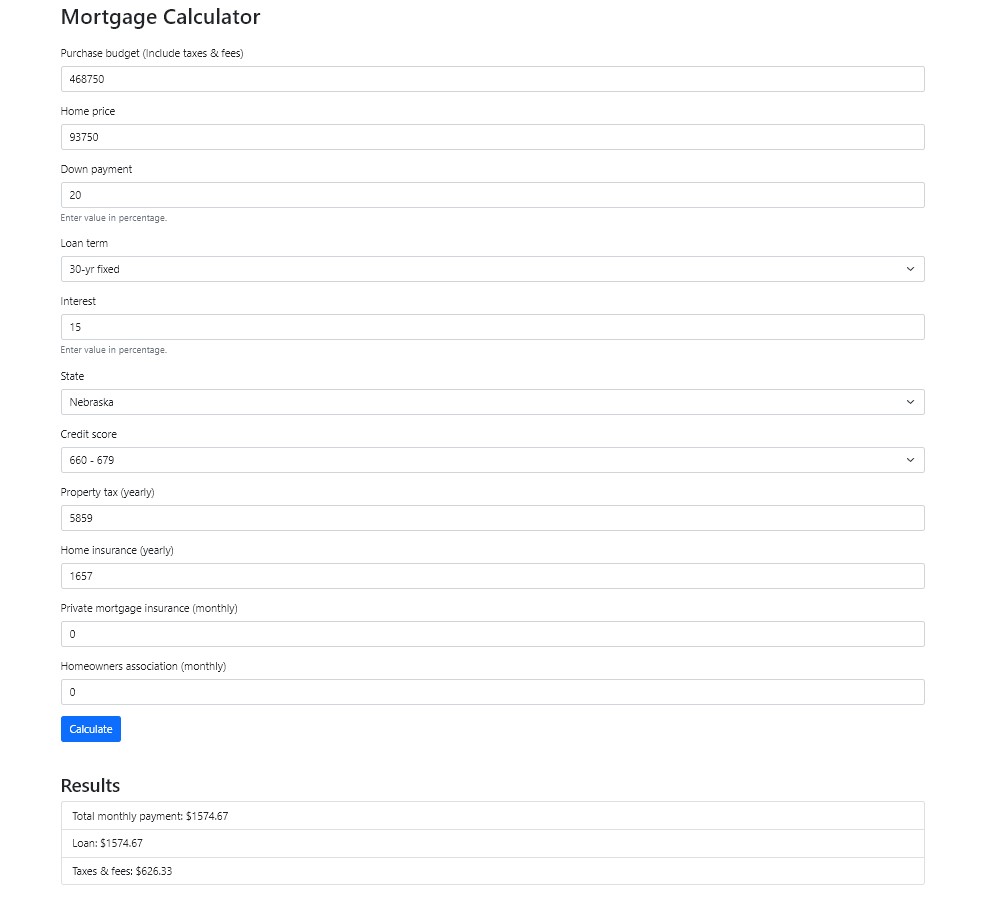 Mortgage Calculator
Purchase budget (Include taxes & fees)
468750
Home price
93750
Down payment
20
Enter value in percentage.
Loan term
30-yr fixed
Interest
15
Enter value in percentage.
State
Nebraska
Credit score
660 - 679
Property tax (yearly)
5859
Home insurance (yearly)
1657
Private mortgage insurance (monthly)
0
Homeowners association (monthly)
0
Calculate
Results
Total monthly payment: $1574.67
Loan: $1574.67
Taxes & fees: $626.33